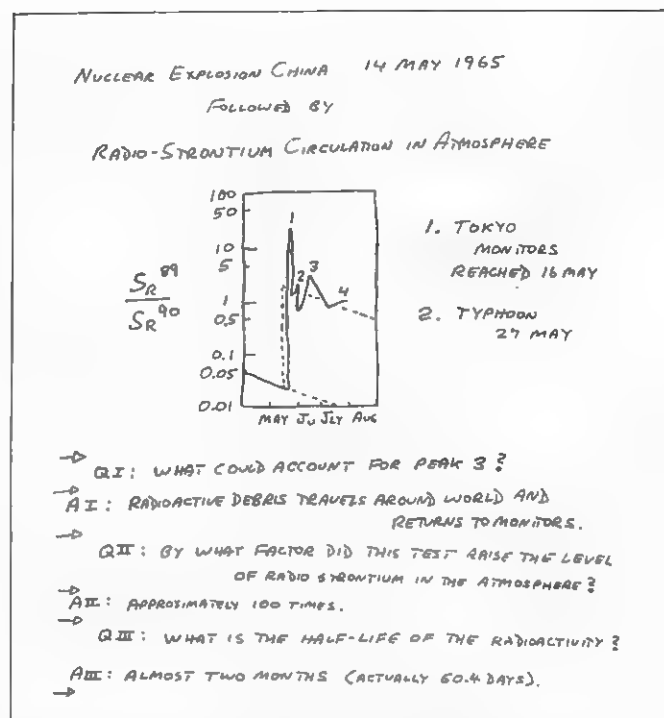 NUCLEAR EXPLOSION CHINA 14 MAY 1965
FOLLOWED BY
RADIO-STRONTIUM CIRCULATION IN ATMOSPHERE
SR 89
SR 90
100
50
10
5
1
0.5
0.1
0.05
0.01
1
2
3
4
MAY JU JLY AUG
1. TOKYO
MONITORS
REACHED 16 MAY
2. TYPHOON
27 MAY
→ QI: WHAT COULD ACCOUNT FOR PEAK 3?
→ AI: RADIOACTIVE DEBRIS TRAVELS AROUND WORLD AND
RETURNS TO MONITORS.
→ QII: BY WHAT FACTOR DID THIS TEST RAISE THE LEVEL
OF RADIO STRONTIUM IN THE ATMOSPHERE?
→ AII: APPROXIMATELY 100 TIMES.
→ QIII: WHAT IS THE HALF-LIFE OF THE RADIOACTIVITY?
AIII: ALMOST TWO MONTHS (ACTUALLY 60.4 DAYS).
→